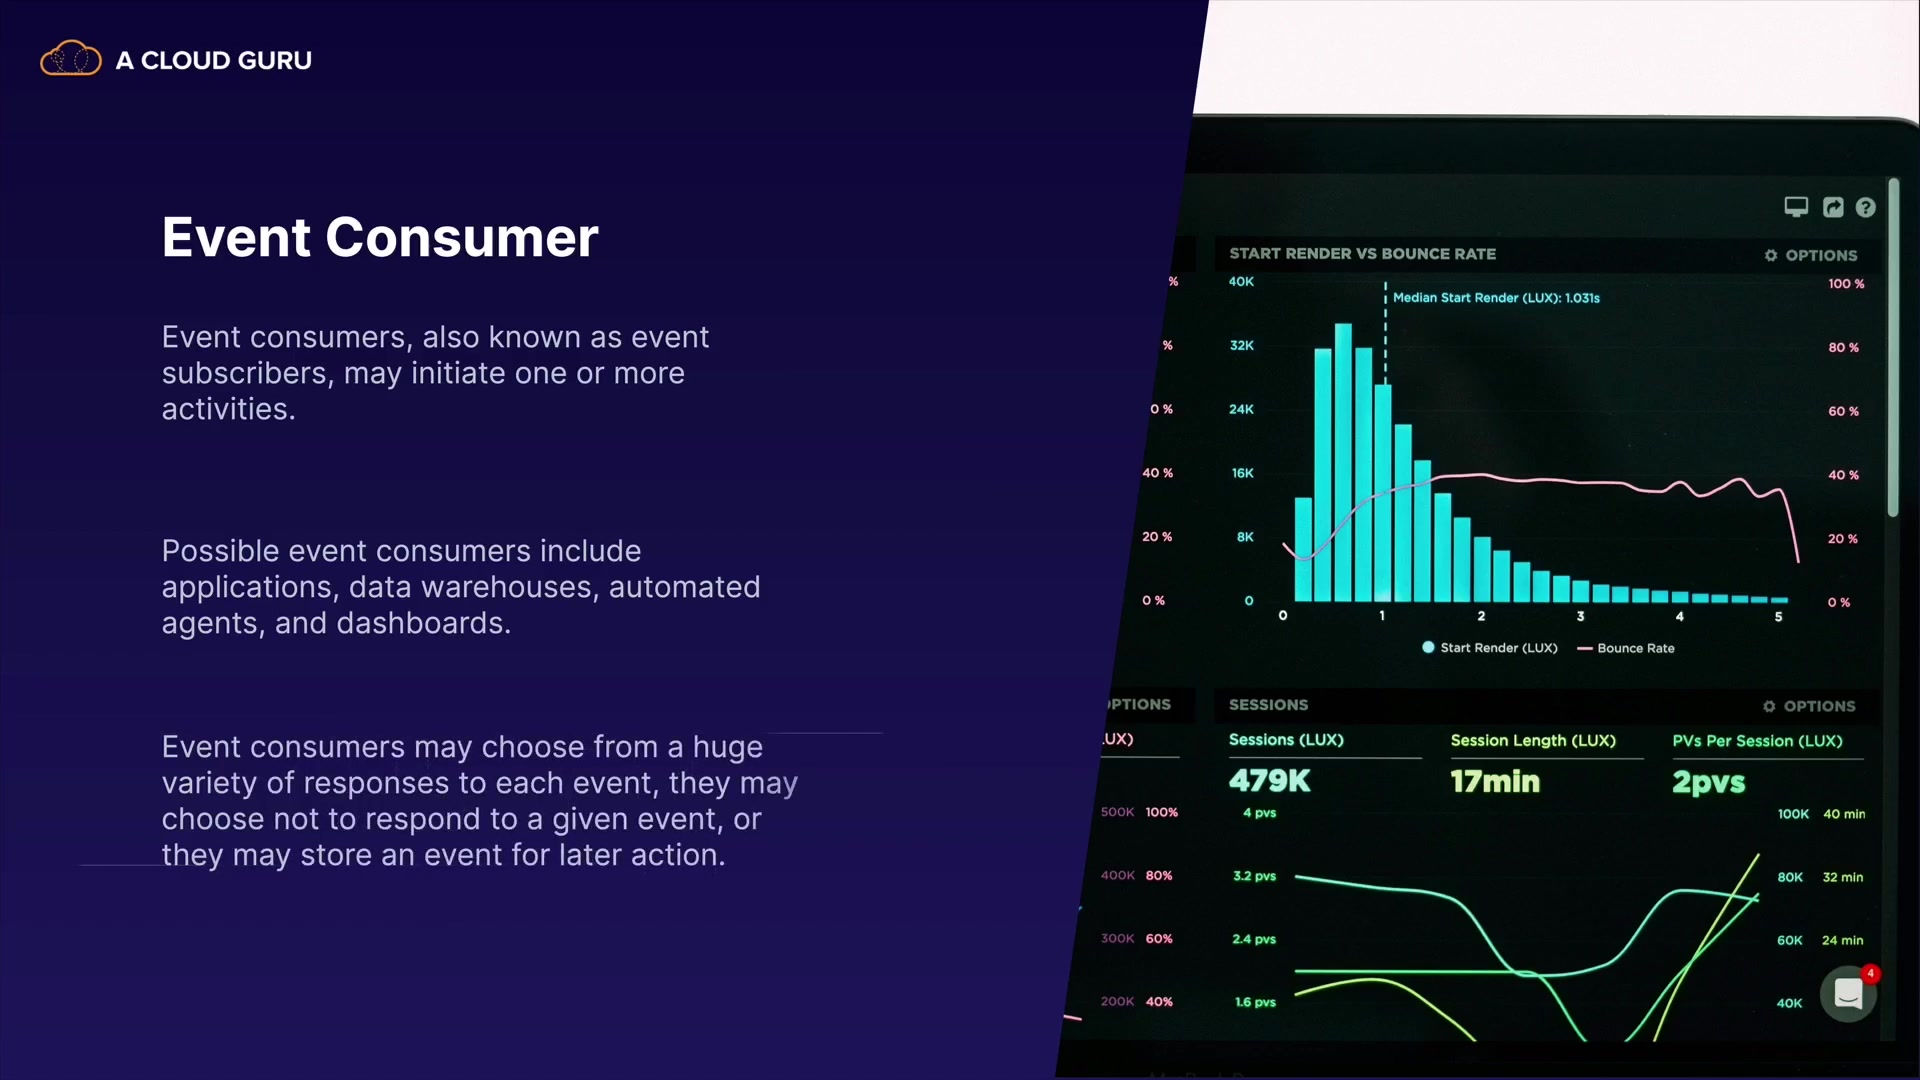 A CLOUD GURU
Event Consumer
Event consumers, also known as event
subscribers, may initiate one or more
activities.
Possible event consumers include
applications, data warehouses, automated
agents, and dashboards.
Event consumers may choose from a huge
variety of responses to each event, they may
choose not to respond to a given event, or
they may store an event for later action.
%
%
0 %
40 %
20 %
0 %
START RENDER VS BOUNCE RATE
OPTIONS
40K
Median Start Render (LUX): 1.031s
100 %
32K
80 %
24K
60 %
16K
40 %
8K
20 %
0
0 %
0 1 2 3 4 5
Start Render (LUX) Bounce Rate
PTIONS
UX)
500K 100%
400K 80%
300K 60%
200K 40%
SESSIONS
OPTIONS
Sessions (LUX) Session Length (LUX) PVs Per Session (LUX)
479K 17min 2pvs
4 pvs 100K 40 min
3.2 pvs 80K 32 min
2.4 pvs 60K 24 min
1.6 pvs 40K
4